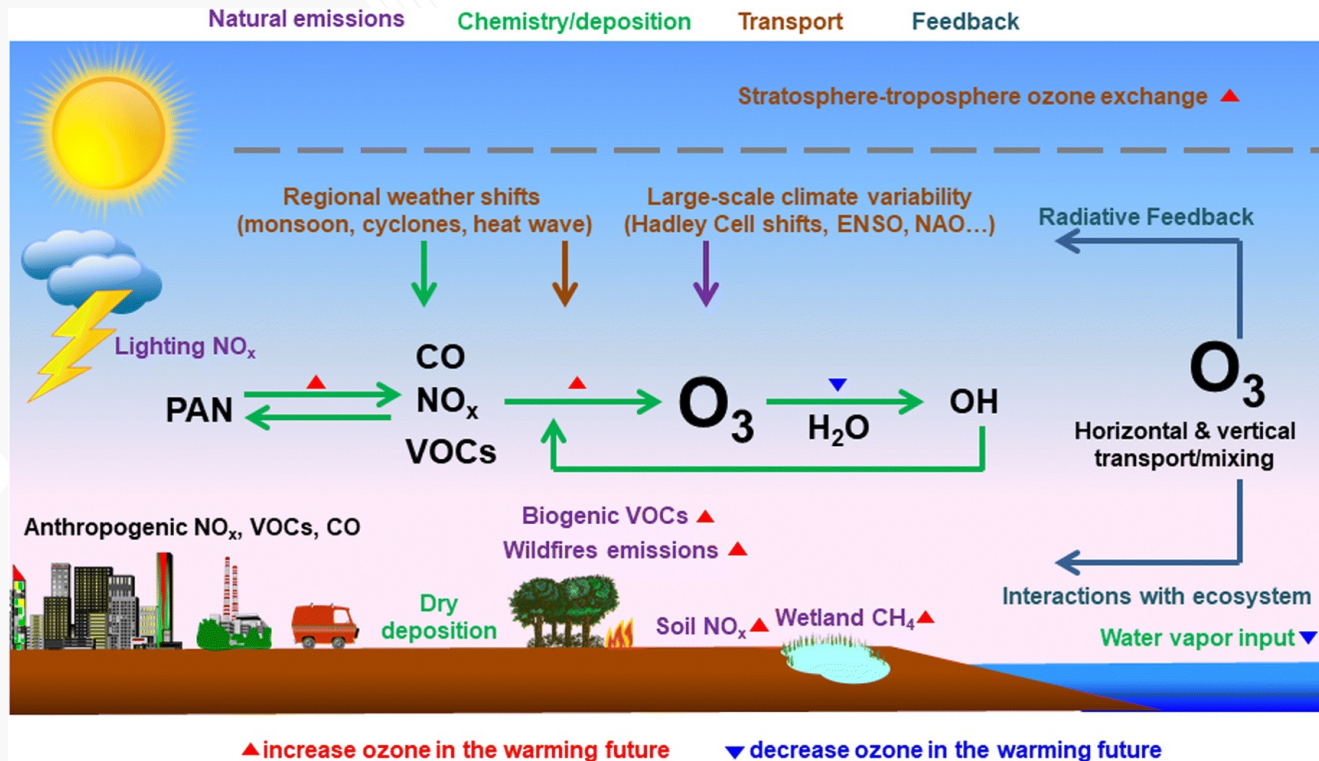 Natural emissions Chemistry/deposition Transport Feedback
Stratosphere-troposphere ozone exchange ▲
Regional weather shifts
(monsoon, cyclones, heat wave)
Large-scale climate variability
(Hadley Cell shifts, ENSO, NAO...)
Radiative Feedback
Lighting NOₓ
PAN
CO
NOₓ
VOCs
O₃
H₂O
OH
O₃
Horizontal & vertical
transport/mixing
Anthropogenic NOₓ, VOCs, CO
Biogenic VOCs ▲
Wildfires emissions ▲
Dry
deposition
Soil NOₓ ▲
Wetland CH₄ ▲
Interactions with ecosystem
Water vapor input ▼
▲ increase ozone in the warming future
▼ decrease ozone in the warming future